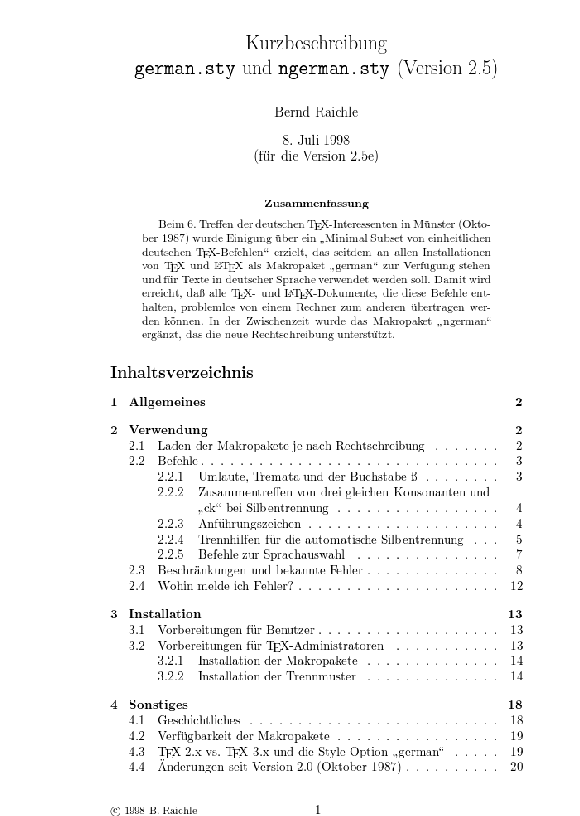 Kurzbeschreibung
german.sty und ngerman.sty (Version 2.5)
Bernd Raichle
8. Juli 1998
(für die Version 2.5e)
Zusammenfassung
Beim 6. Treffen der deutschen TEX-Interessenten in Münster (Okto-
ber 1987) wurde Einigung über ein „Minimal Subset von einheitlichen
deutschen TEX-Befehlen“ erzielt, das seitdem an allen Installationen
von TEX und LATEX als Makropaket „german“ zur Verfügung stehen
und für Texte in deutscher Sprache verwendet werden soll. Damit wird
erreicht, daß alle TEX- und LATEX-Dokumente, die diese Befehle ent-
halten, problemlos von einem Rechner zum anderen übertragen wer-
den können. In der Zwischenzeit wurde das Makropaket „ngerman“
ergänzt, das die neue Rechtschreibung unterstützt.
Inhaltsverzeichnis
1 Allgemeines 2
2 Verwendung 2
2.1 Laden der Makropakete je nach Rechtschreibung . . . . . . . 2
2.2 Befehle . . . . . . . . . . . . . . . . . . . . . . . . . . . . . . . 3
2.2.1 Umlaute, Tremata und der Buchstabe ß . . . . . . . . 3
2.2.2 Zusammentreffen von drei gleichen Konsonanten und
„ck“ bei Silbentrennung . . . . . . . . . . . . . . . . . 4
2.2.3 Anführungszeichen . . . . . . . . . . . . . . . . . . . . 4
2.2.4 Trennhilfen für die automatische Silbentrennung . . . 5
2.2.5 Befehle zur Sprachauswahl . . . . . . . . . . . . . . . 7
2.3 Beschränkungen und bekannte Fehler . . . . . . . . . . . . . . 8
2.4 Wohin melde ich Fehler? . . . . . . . . . . . . . . . . . . . . . 12
3 Installation 13
3.1 Vorbereitungen für Benutzer . . . . . . . . . . . . . . . . . . . 13
3.2 Vorbereitungen für TEX-Administratoren . . . . . . . . . . . 13
3.2.1 Installation der Makropakete . . . . . . . . . . . . . . 14
3.2.2 Installation der Trennmuster . . . . . . . . . . . . . . 14
4 Sonstiges 18
4.1 Geschichtliches . . . . . . . . . . . . . . . . . . . . . . . . . . 18
4.2 Verfügbarkeit der Makropakete . . . . . . . . . . . . . . . . . 19
4.3 TEX 2.x vs. TEX 3.x und die Style Option „german“ . . . . . 19
4.4 Änderungen seit Version 2.0 (Oktober 1987) . . . . . . . . . . 20
© 1998 B. Raichle 1